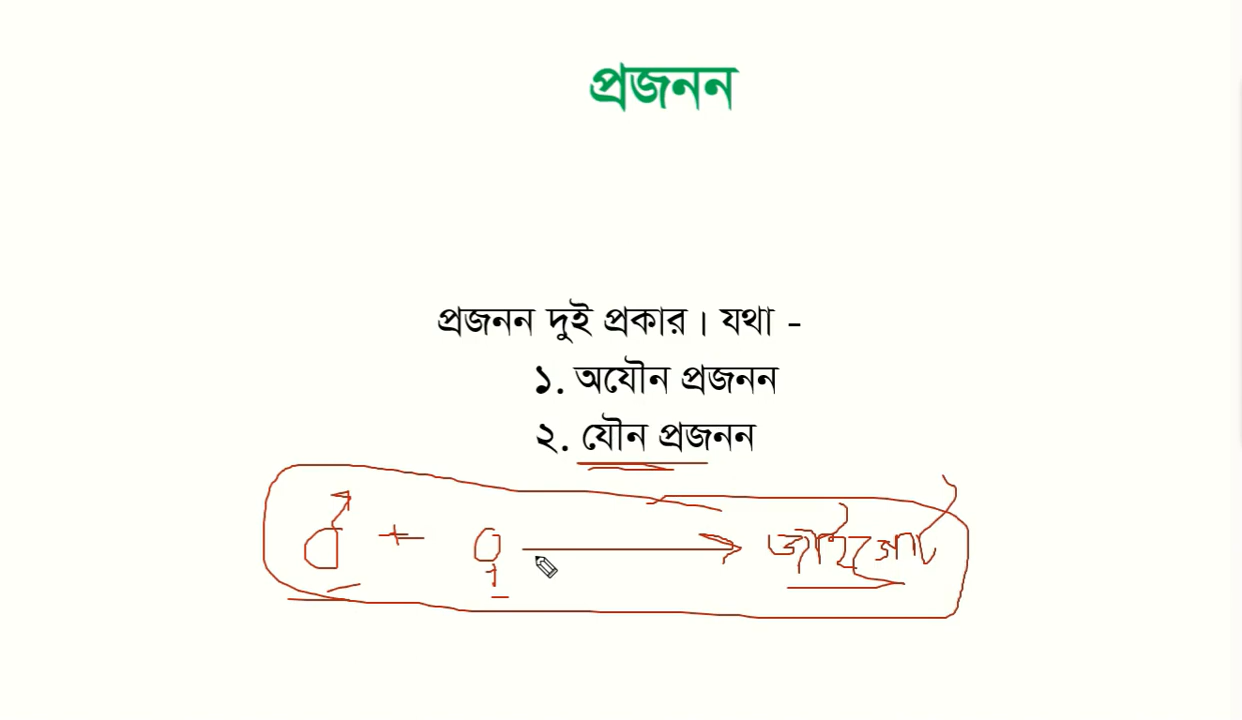 প্রজনন
প্রজনন দুই প্রকার। যথা -
১. অযৌন প্রজনন
২. যৌন প্রজনন
♂ + ♀ → জাইগোট